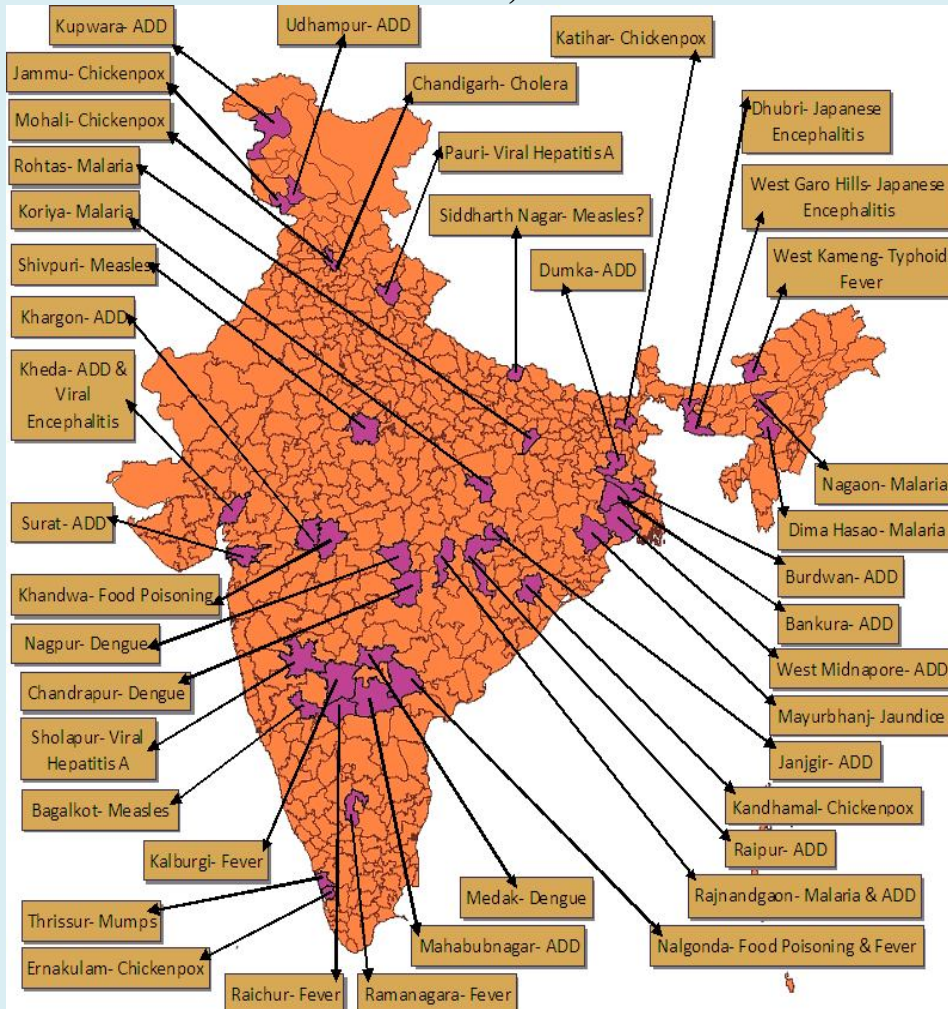 Kupwara- ADD
Udhampur- ADD
Katihar- Chickenpox
Jammu- Chickenpox
Chandigarh- Cholera
Mohali- Chickenpox
Dhubri- Japanese
Encephalitis
Rohtas- Malaria
Pauri- Viral Hepatitis A
Koriya- Malaria
Siddharth Nagar- Measles?
West Garo Hills- Japanese
Encephalitis
Shivpuri- Measles
Dumka- ADD
West Kameng- Typhoid
Fever
Khargon- ADD
Kheda- ADD &
Viral
Encephalitis
Nagaon- Malaria
Surat- ADD
Dima Hasao- Malaria
Burdwan- ADD
Khandwa- Food Poisoning
Bankura- ADD
Nagpur- Dengue
West Midnapore- ADD
Chandrapur- Dengue
Mayurbhanj- Jaundice
Sholapur- Viral
Hepatitis A
Janjgir- ADD
Bagalkot- Measles
Kandhamal- Chickenpox
Kalburgi- Fever
Raipur- ADD
Medak- Dengue
Rajnandgaon- Malaria & ADD
Thrissur- Mumps
Mahabubnagar- ADD
Nalgonda- Food Poisoning & Fever
Ernakulam- Chickenpox
Raichur- Fever
Ramanagara- Fever